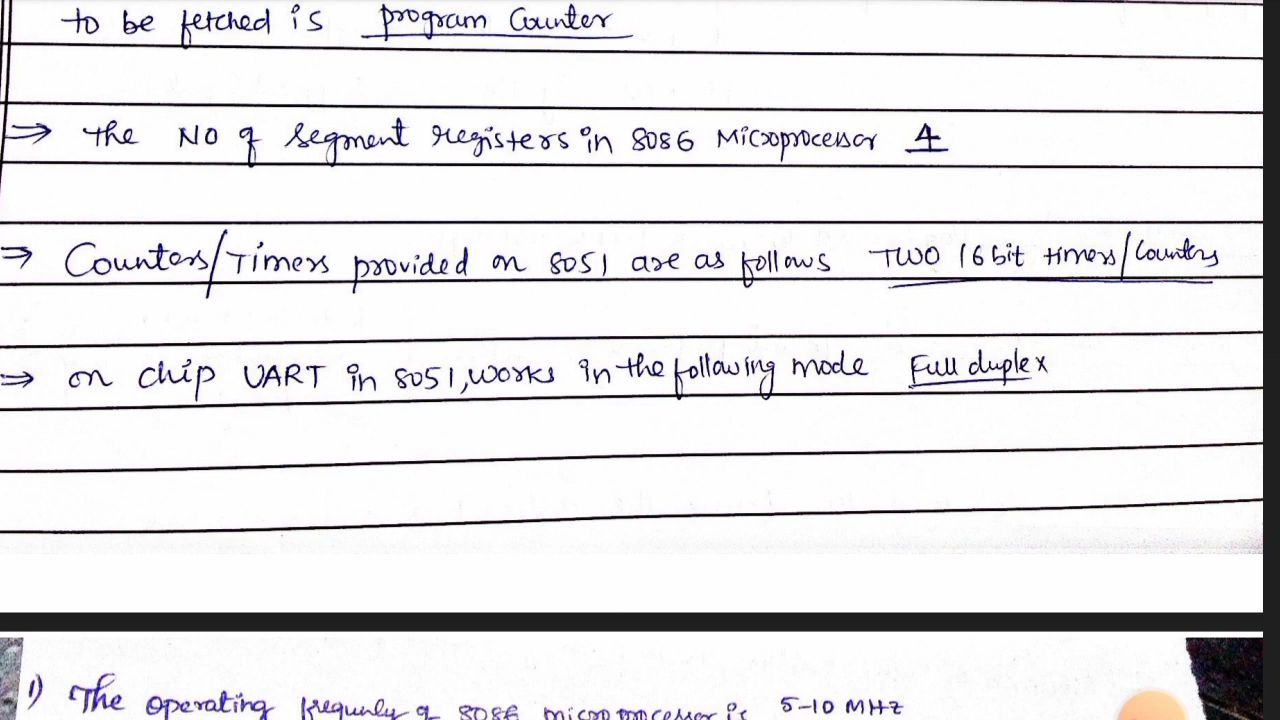 to be fetched is program Counter
⇒ the NO of segment registers in 8086 Microprocessor 4
⇒ Counters/Timers provided on 8051 are as follows TWO 16 bit timers/Counters
⇒ on chip UART in 8051, works in the following mode Full duplex
1) The operating frequnly of 8086 microprocessor is 5-10 MHZ